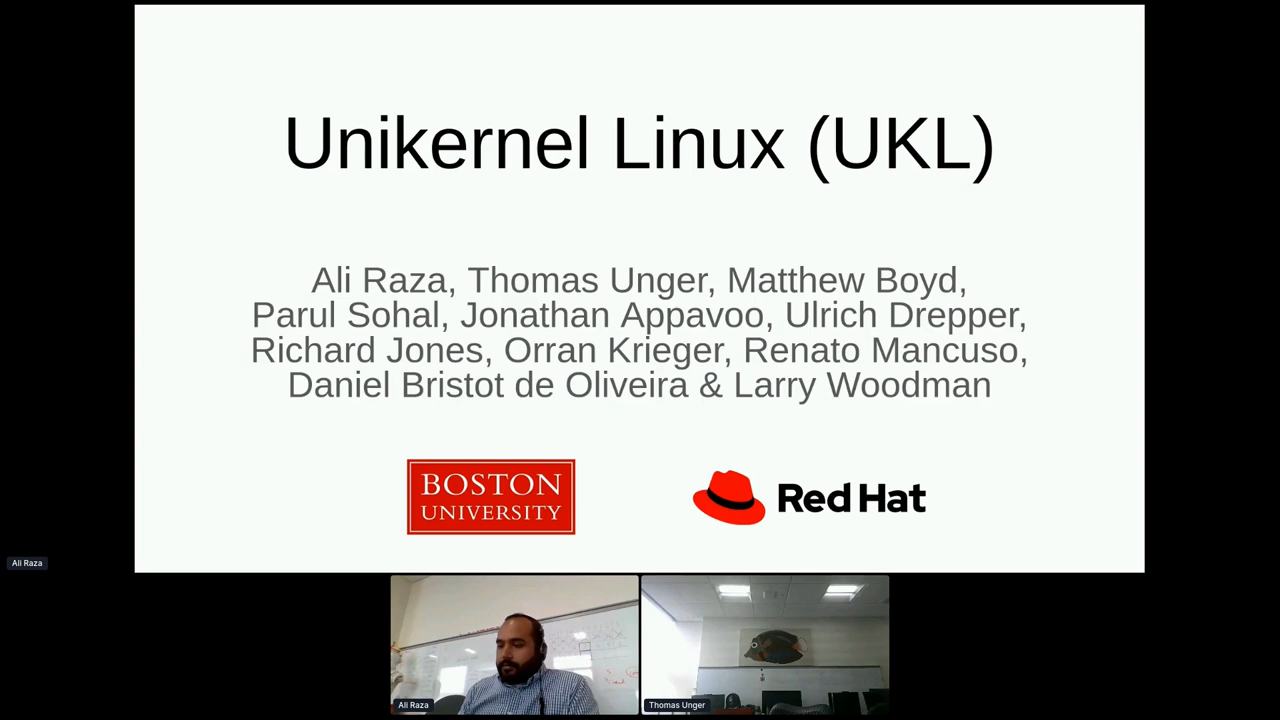 Unikernel Linux (UKL)
Ali Raza, Thomas Unger, Matthew Boyd,
Parul Sohal, Jonathan Appavoo, Ulrich Drepper,
Richard Jones, Orran Krieger, Renato Mancuso,
Daniel Bristot de Oliveira & Larry Woodman
BOSTON
UNIVERSITY
Red Hat
Ali Raza
Ali Raza
Thomas Unger